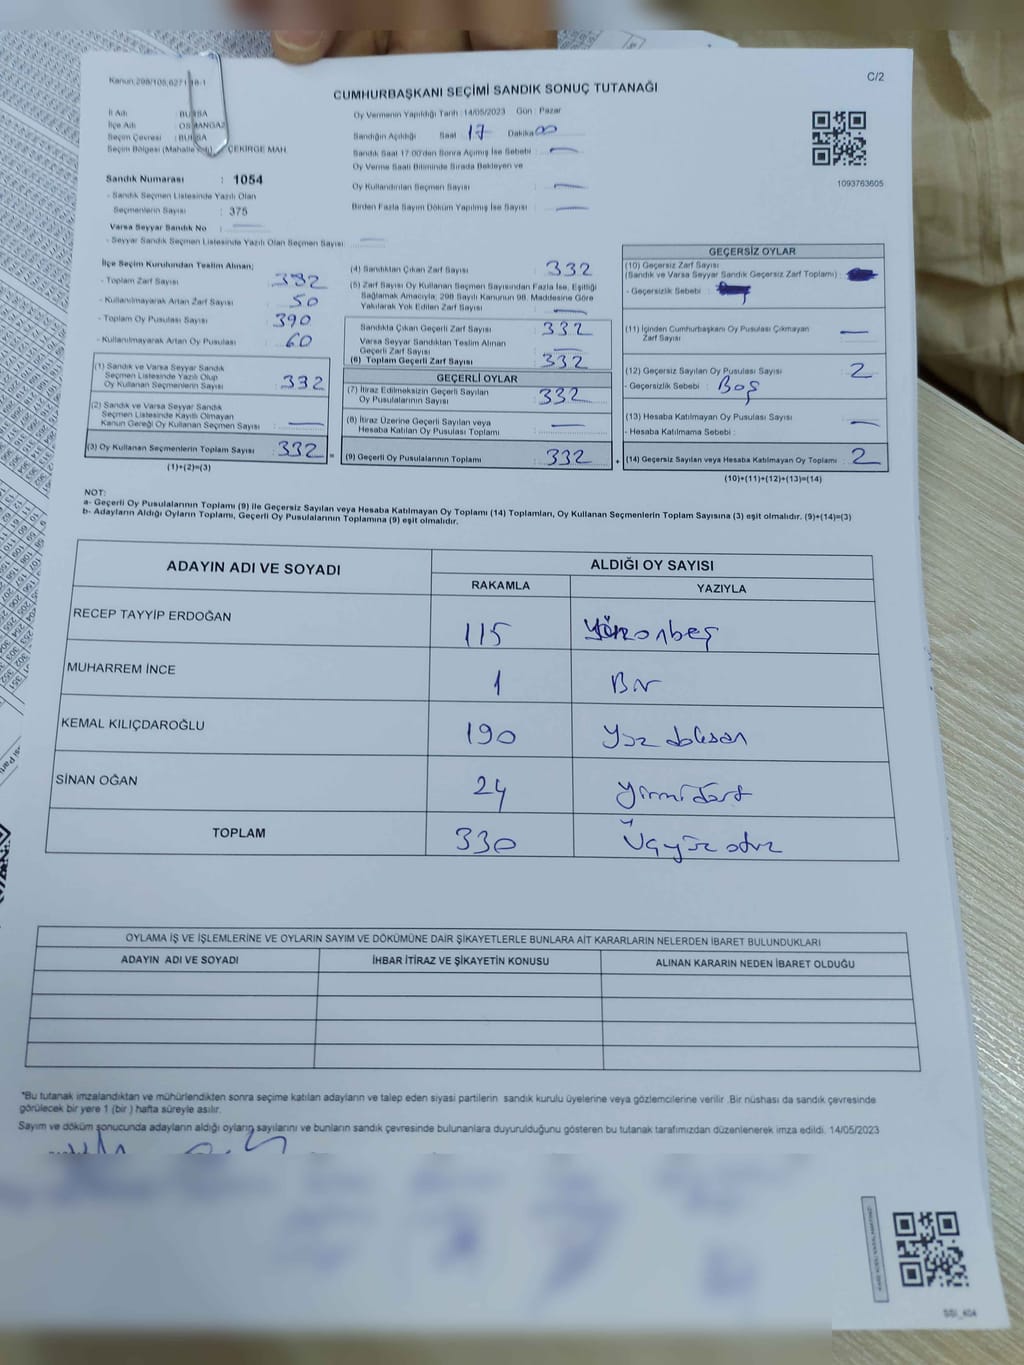 Kanun:298/105,6271
C/2
CUMHURBAŞKANI SEÇİMİ SANDIK SONUÇ TUTANAĞI
İl Adı : BURSA
İlçe Adı : OSMANGAZİ
Seçim Çevresi : BURSA
Seçim Bölgesi ÇEKİRGE MAH.
Oy Vermenin Yapıldığı Tarih : 14/05/2023 Gün : Pazar
Sandığın Açıldığı Saat 17 Dakika 00
Sandık Saat 17:00'den Sonra Açılmış İse Sebebi : —
Oy Verme Saati Bitiminde Sırada Bekleyen ve
Oy Kullandırılan Seçmen Sayısı : —
Birden Fazla Sayım Döküm Yapılmış İse Sayısı : —
1093763605
Sandık Numarası : 1054
- Sandık Seçmen Listesinde Yazılı Olan
Seçmenlerin Sayısı : 375
Varsa Seyyar Sandık No : —
- Seyyar Sandık Seçmen Listesinde Yazılı Olan Seçmen Sayısı: —
İlçe Seçim Kurulundan Teslim Alınan;
- Toplam Zarf Sayısı : 382
- Kullanılmayarak Artan Zarf Sayısı : 50
- Toplam Oy Pusulası Sayısı : 390
- Kullanılmayarak Artan Oy Pusulası : 60
(1) Sandık ve Varsa Seyyar Sandık
Seçmen Listesinde Yazılı Olup
Oy Kullanan Seçmenlerin Sayısı : 332
(2) Sandık ve Varsa Seyyar Sandık
Seçmen Listesinde Kayıtlı Olmayan
Kanun Gereği Oy Kullanan Seçmen Sayısı : —
(3) Oy Kullanan Seçmenlerin Toplam Sayısı : 332
(1)+(2)=(3)
(4) Sandıktan Çıkan Zarf Sayısı : 332
(5) Zarf Sayısı Oy Kullanan Seçmen Sayısından Fazla İse, Eşitliği
Sağlamak Amacıyla; 298 Sayılı Kanunun 98. Maddesine Göre
Yakılarak Yok Edilen Zarf Sayısı : —
Sandıkta Çıkan Geçerli Zarf Sayısı : 332
Varsa Seyyar Sandıktan Teslim Alınan
Geçerli Zarf Sayısı : —
(6) Toplam Geçerli Zarf Sayısı : 332
GEÇERLİ OYLAR
(7) İtiraz Edilmeksizin Geçerli Sayılan
Oy Pusulalarının Sayısı : 332
(8) İtiraz Üzerine Geçerli Sayılan veya
Hesaba Katılan Oy Pusulası Toplamı : —
(9) Geçerli Oy Pusulalarının Toplamı : 332
GEÇERSİZ OYLAR
(10) Geçersiz Zarf Sayısı
(Sandık ve Varsa Seyyar Sandık Geçersiz Zarf Toplamı) :
- Geçersizlik Sebebi :
(11) İçinden Cumhurbaşkanı Oy Pusulası Çıkmayan
Zarf Sayısı : —
(12) Geçersiz Sayılan Oy Pusulası Sayısı : 2
- Geçersizlik Sebebi : Boş
(13) Hesaba Katılmayan Oy Pusulası Sayısı : —
- Hesaba Katılmama Sebebi :
(14) Geçersiz Sayılan veya Hesaba Katılmayan Oy Toplamı : 2
(10)+(11)+(12)+(13)=(14)
NOT:
a- Geçerli Oy Pusulalarının Toplamı (9) ile Geçersiz Sayılan veya Hesaba Katılmayan Oy Toplamı (14) Toplamları, Oy Kullanan Seçmenlerin Toplam Sayısına (3) eşit olmalıdır. (9)+(14)=(3)
b- Adayların Aldığı Oyların Toplamı, Geçerli Oy Pusulalarının Toplamına (9) eşit olmalıdır.
ADAYIN ADI VE SOYADI
ALDIĞI OY SAYISI
RAKAMLA YAZIYLA
RECEP TAYYİP ERDOĞAN 115 Yüzonbeş
MUHARREM İNCE 1 Bir
KEMAL KILIÇDAROĞLU 190 Yüz doksan
SİNAN OĞAN 24 yirmidört
TOPLAM 330 Üçyüz otuz
OYLAMA İŞ VE İŞLEMLERİNE VE OYLARIN SAYIM VE DÖKÜMÜNE DAİR ŞİKAYETLERLE BUNLARA AİT KARARLARIN NELERDEN İBARET BULUNDUKLARI
ADAYIN ADI VE SOYADI İHBAR İTİRAZ VE ŞİKAYETİN KONUSU ALINAN KARARIN NEDEN İBARET OLDUĞU
"Bu tutanak imzalandıktan ve mühürlendikten sonra seçime katılan adayların ve talep eden siyasi partilerin sandık kurulu üyelerine veya gözlemcilerine verilir .Bir nüshası da sandık çevresinde
görülecek bir yere 1 (bir ) hafta süreyle asılır.
Sayım ve döküm sonucunda adayların aldığı oyların sayılarını ve bunların sandık çevresinde bulunanlara duyurulduğunu gösteren bu tutanak tarafımızdan düzenlenerek imza edildi. 14/05/2023